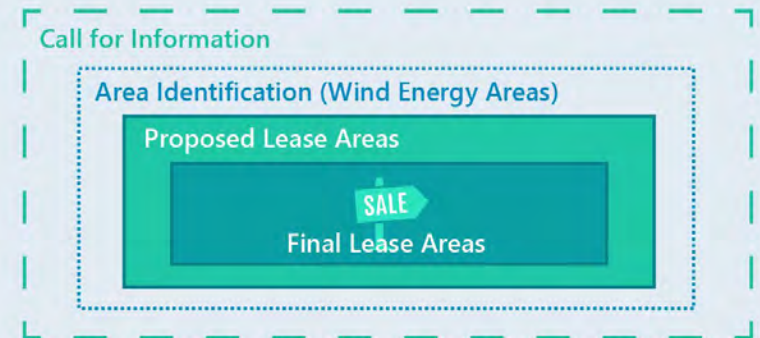 Call for Information
Area Identification (Wind Energy Areas)
Proposed Lease Areas
SALE
Final Lease Areas